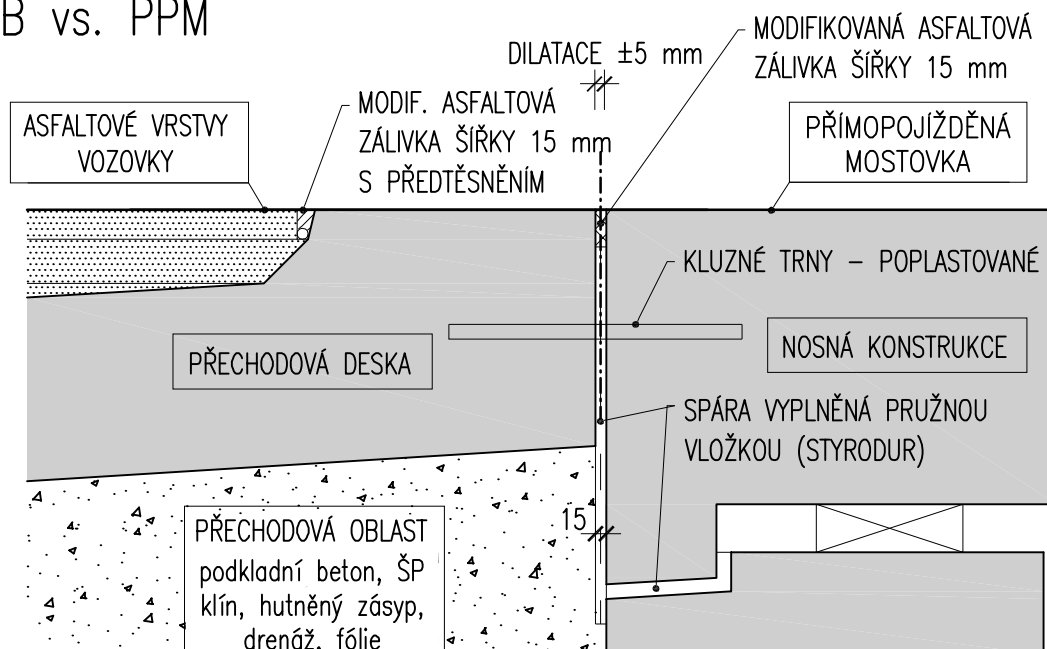 B vs. PPM
DILATACE ±5 mm
MODIFIKOVANÁ ASFALTOVÁ
ZÁLIVKA ŠÍŘKY 15 mm
ASFALTOVÉ VRSTVY
VOZOVKY
MODIF. ASFALTOVÁ
ZÁLIVKA ŠÍŘKY 15 mm
S PŘEDTĚSNĚNÍM
PŘÍMOPOJÍŽDĚNÁ
MOSTOVKA
KLUZNÉ TRNY – POPLASTOVANÉ
PŘECHODOVÁ DESKA
NOSNÁ KONSTRUKCE
SPÁRA VYPLNĚNÁ PRUŽNOU
VLOŽKOU (STYRODUR)
15
PŘECHODOVÁ OBLAST
podkladní beton, ŠP
klín, hutněný zásyp,
drenáž, fólie